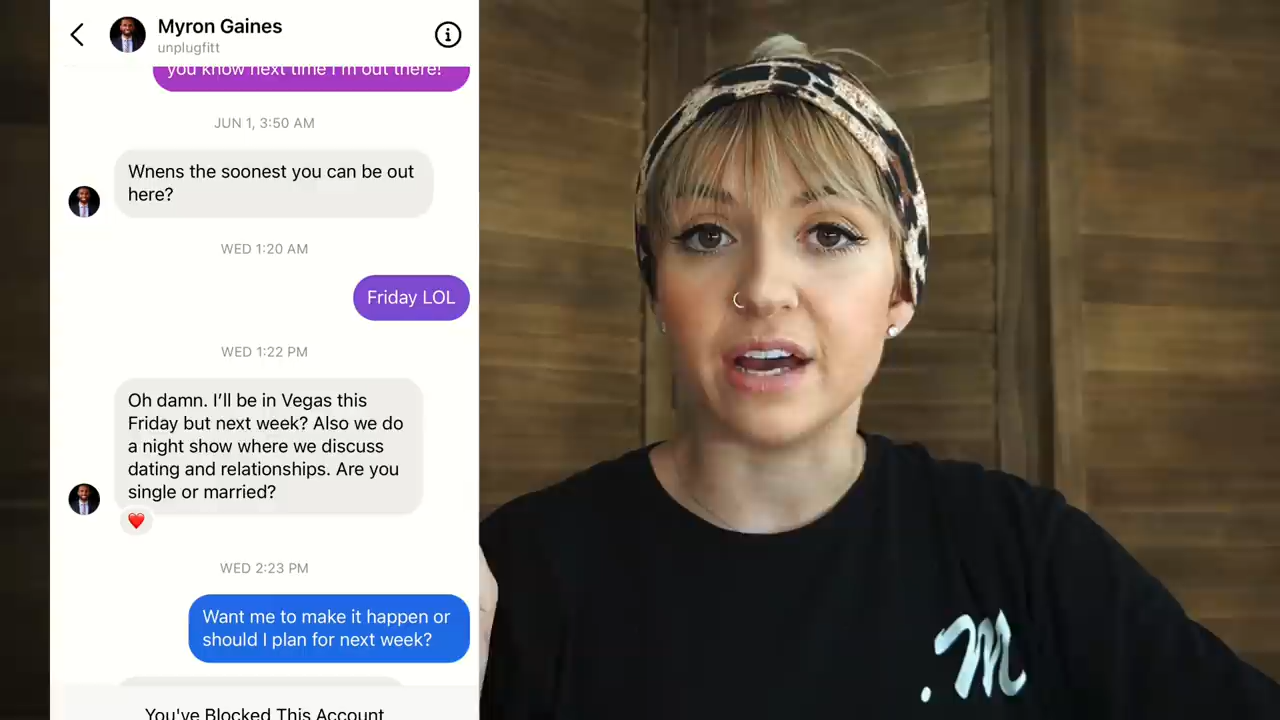 Myron Gaines
unplugfitt
you know next time I'm out there!
JUN 1, 3:50 AM
Wnens the soonest you can be out
here?
WED 1:20 AM
Friday LOL
WED 1:22 PM
Oh damn. I’ll be in Vegas this
Friday but next week? Also we do
a night show where we discuss
dating and relationships. Are you
single or married?
WED 2:23 PM
Want me to make it happen or
should I plan for next week?
You've Blocked This Account
.M